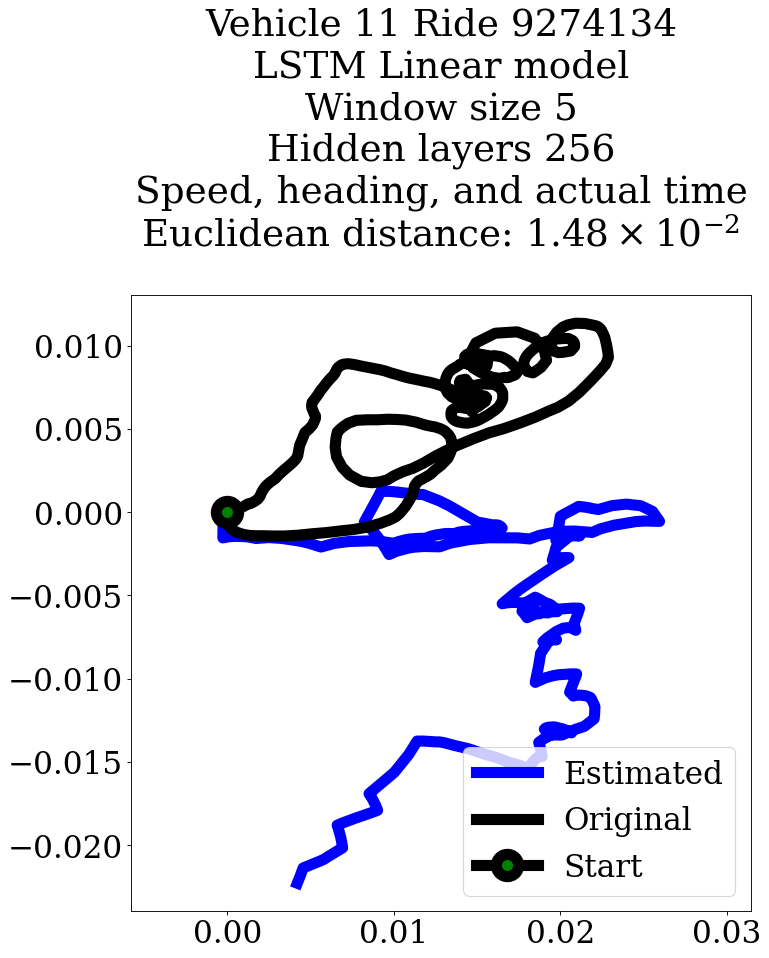 Vehicle 11 Ride 9274134
LSTM Linear model
Window size 5
Hidden layers 256
Speed, heading, and actual time
Euclidean distance: 1.48 × 10⁻²
0.010
0.005
0.000
−0.005
−0.010
−0.015
−0.020
Estimated
Original
Start
0.00 0.01 0.02 0.03